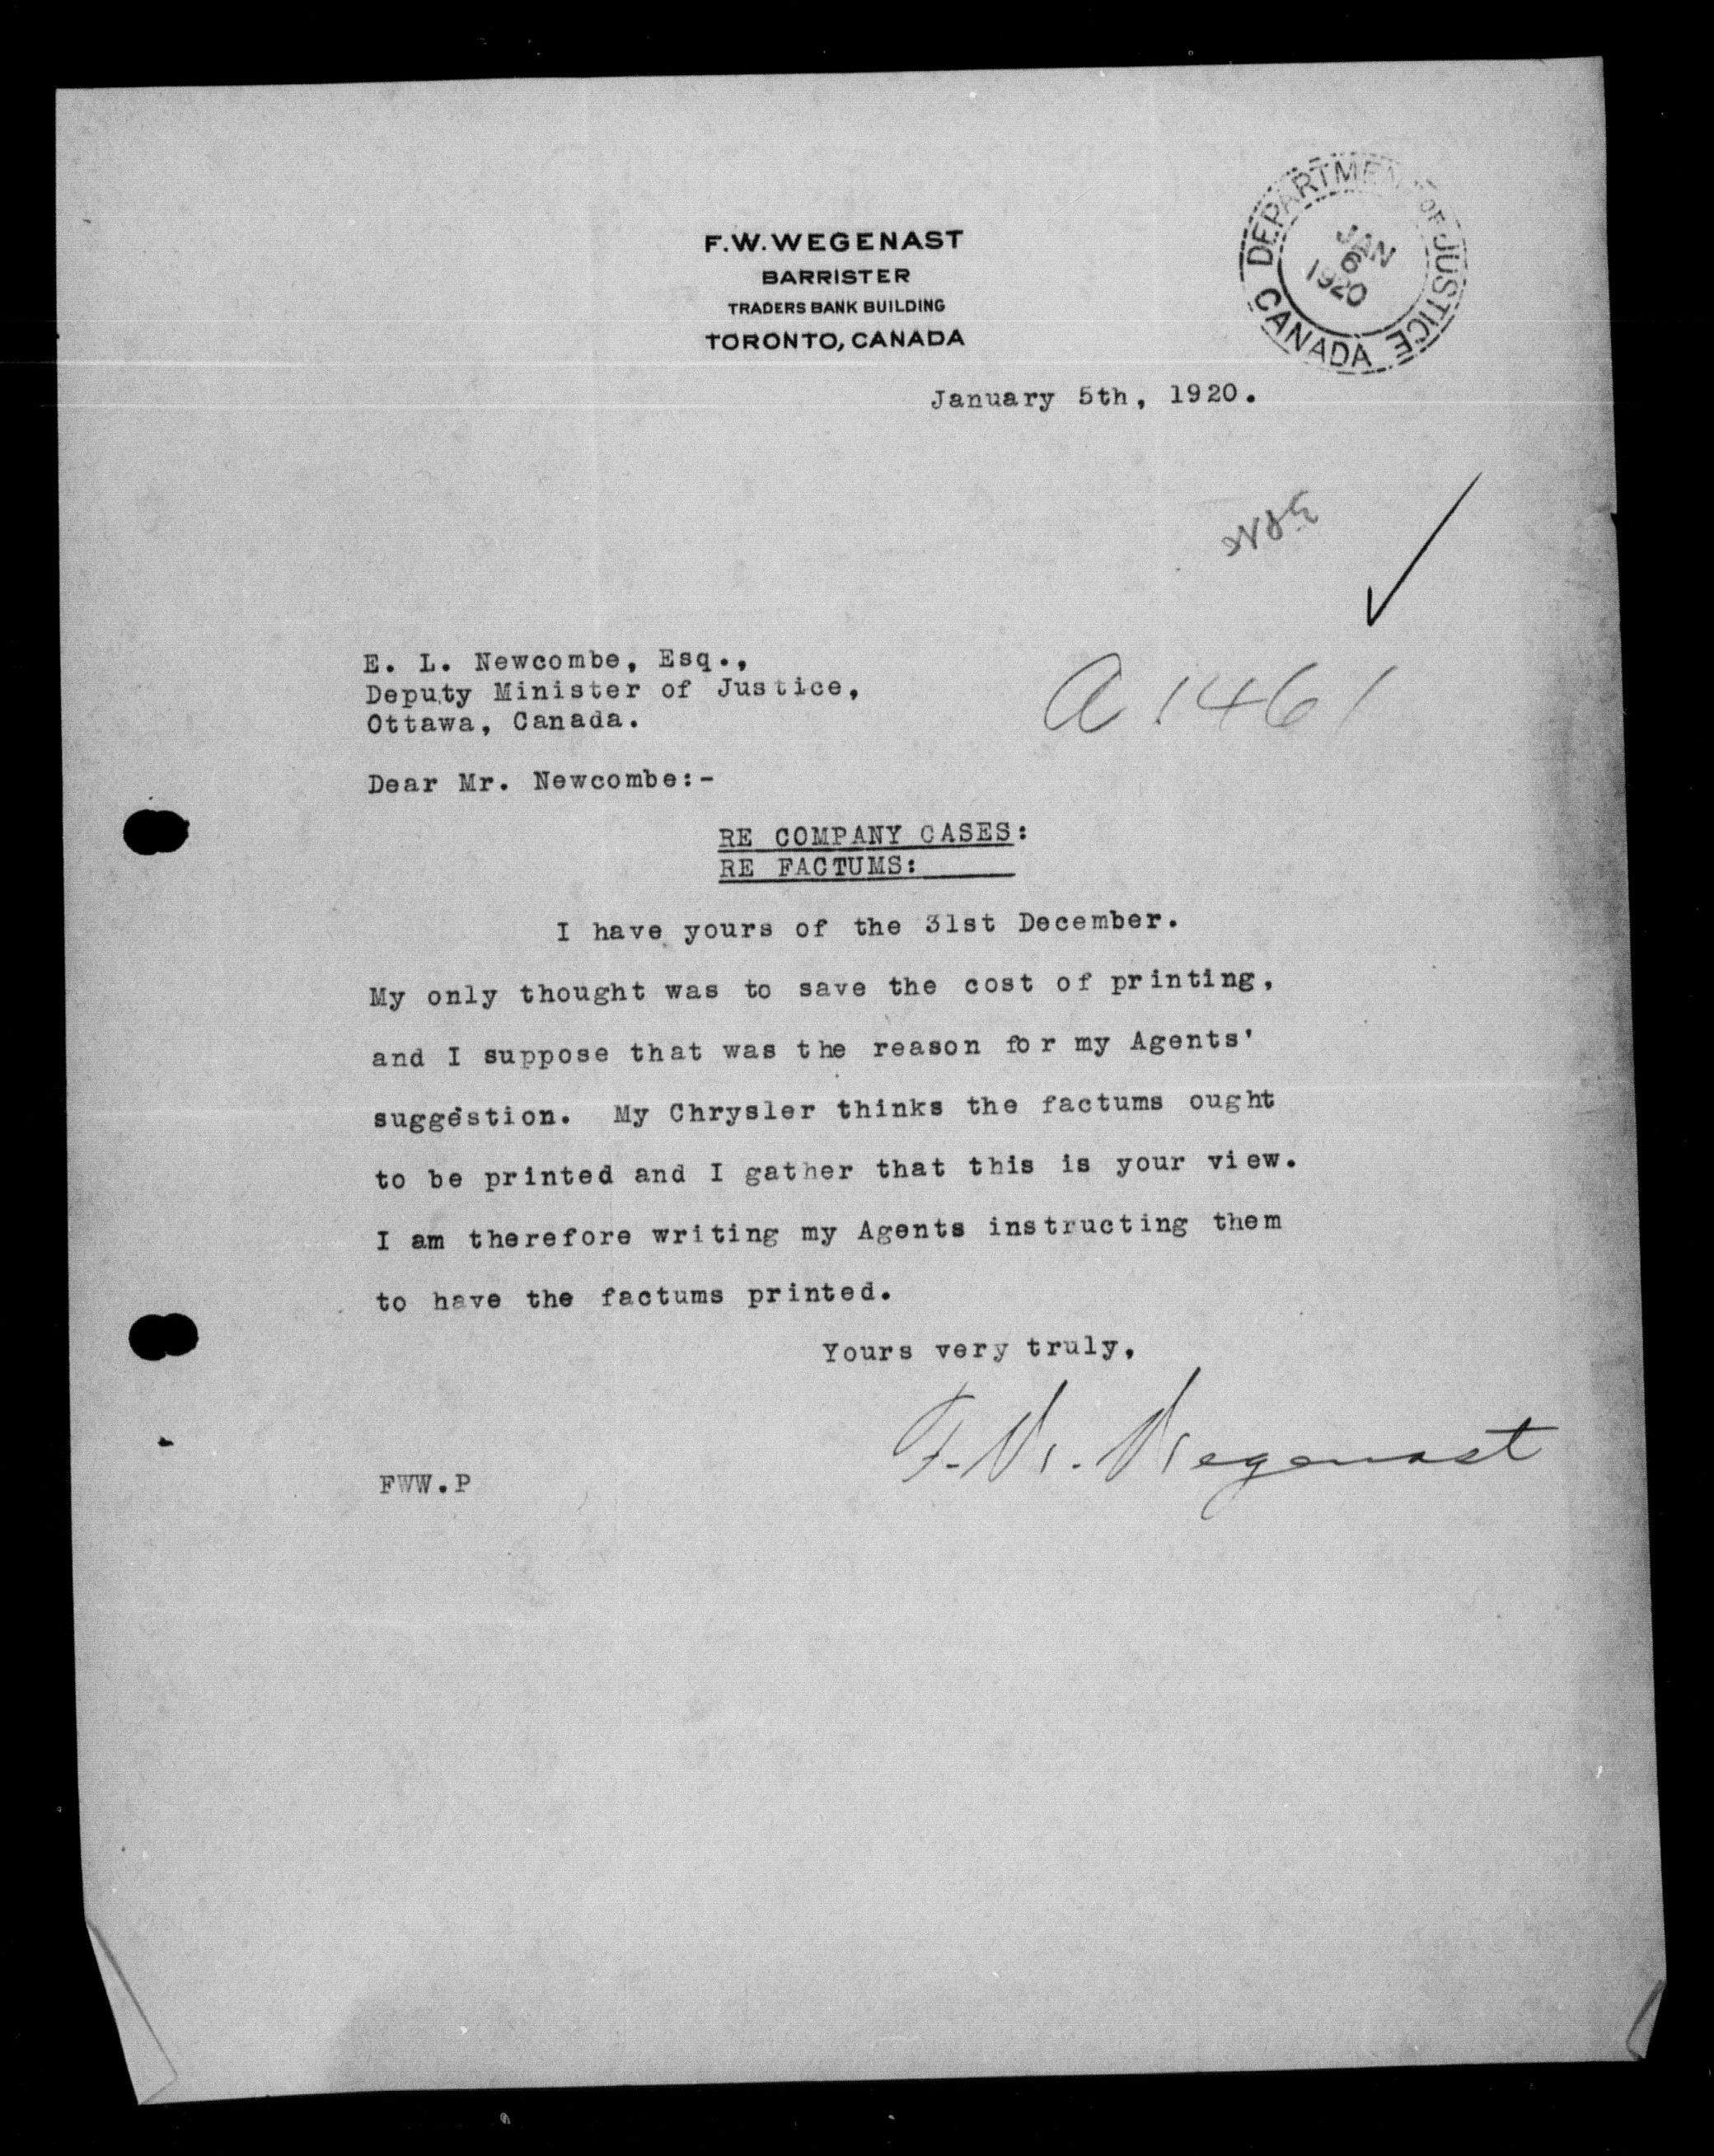 F.W.WEGENAST
BARRISTER
TRADERS BANK BUILDING
TORONTO, CANADA
DEPARTMENT OF JUSTICE
CANADA
JAN
6
1920
January 5th, 1920.
E. L. Newcombe, Esq.,
Deputy Minister of Justice,
Ottawa, Canada.
a 1461
Dear Mr. Newcombe:-
RE COMPANY CASES:
RE FACTUMS:
I have yours of the 31st December.
My only thought was to save the cost of printing,
and I suppose that was the reason for my Agents'
suggestion. My Chrysler thinks the factums ought
to be printed and I gather that this is your view.
I am therefore writing my Agents instructing them
to have the factums printed.
Yours very truly,
F. W. Wegenast
FWW.P